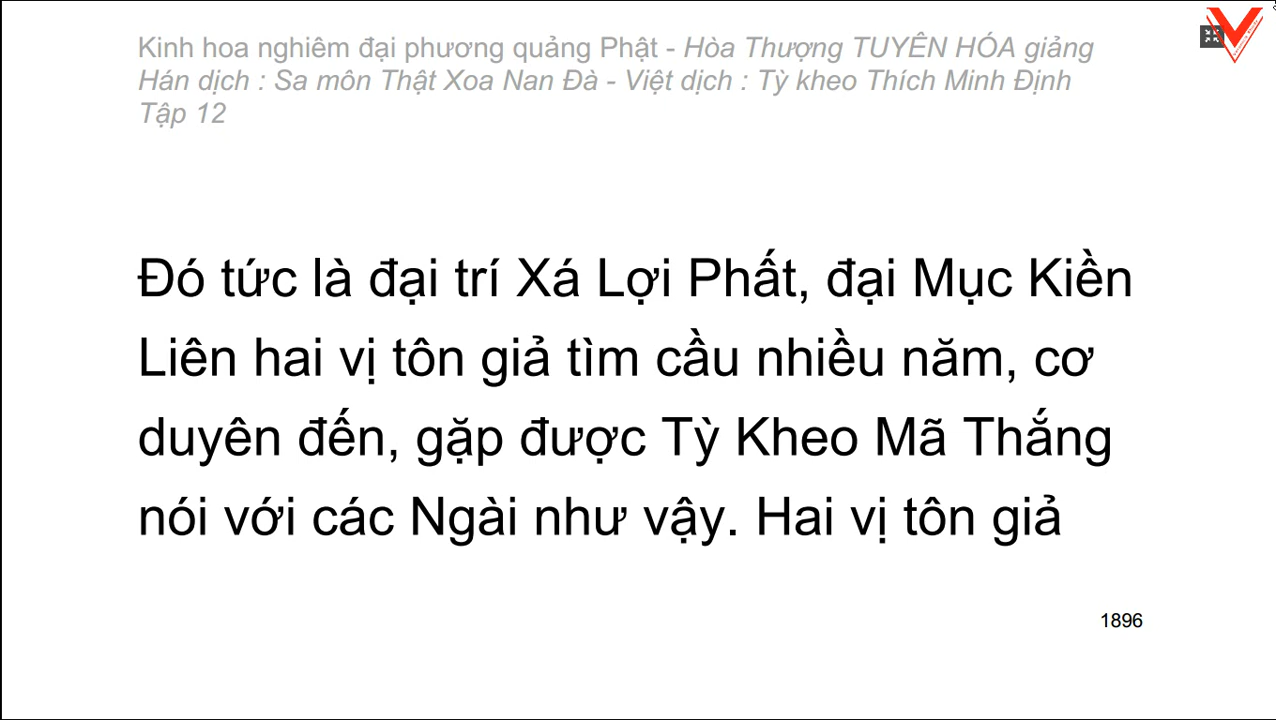 Kinh hoa nghiêm đại phương quảng Phật - Hòa Thượng TUYÊN HÓA giảng
Hán dịch : Sa môn Thật Xoa Nan Đà - Việt dịch : Tỳ kheo Thích Minh Định
Tập 12
Đó tức là đại trí Xá Lợi Phất, đại Mục Kiền
Liên hai vị tôn giả tìm cầu nhiều năm, cơ
duyên đến, gặp được Tỳ Kheo Mã Thắng
nói với các Ngài như vậy. Hai vị tôn giả
1896